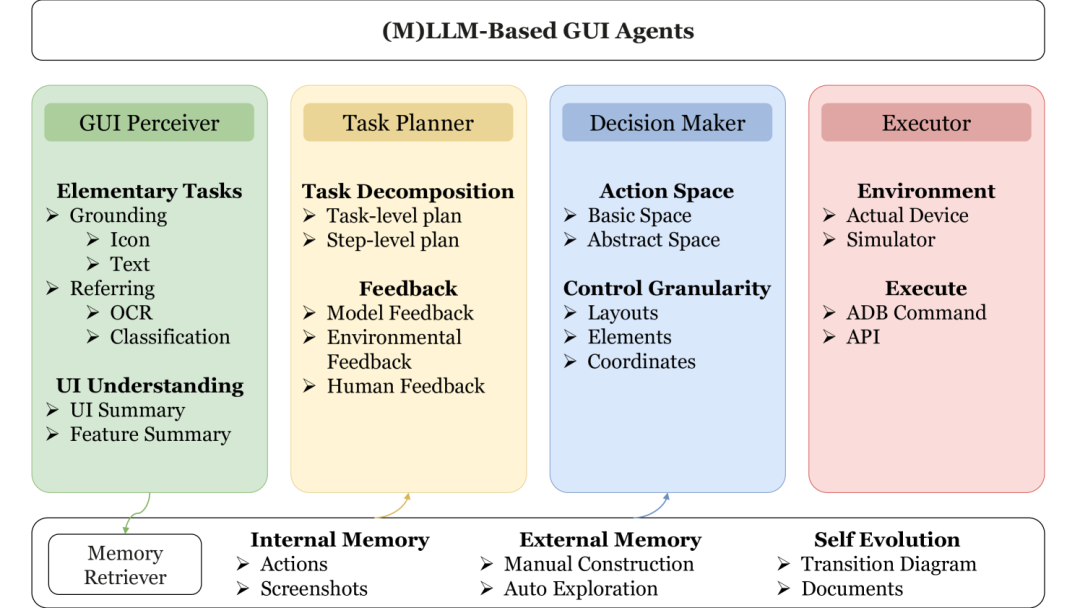 (M)LLM-Based GUI Agents
GUI Perceiver
Elementary Tasks
➢ Grounding
➢ Icon
➢ Text
➢ Referring
➢ OCR
➢ Classification
UI Understanding
➢ UI Summary
➢ Feature Summary
Task Planner
Task Decomposition
➢ Task-level plan
➢ Step-level plan
Feedback
➢ Model Feedback
➢ Environmental
Feedback
➢ Human Feedback
Decision Maker
Action Space
➢ Basic Space
➢ Abstract Space
Control Granularity
➢ Layouts
➢ Elements
➢ Coordinates
Executor
Environment
➢ Actual Device
➢ Simulator
Execute
➢ ADB Command
➢ API
Memory
Retriever
Internal Memory
➢ Actions
➢ Screenshots
External Memory
➢ Manual Construction
➢ Auto Exploration
Self Evolution
➢ Transition Diagram
➢ Documents